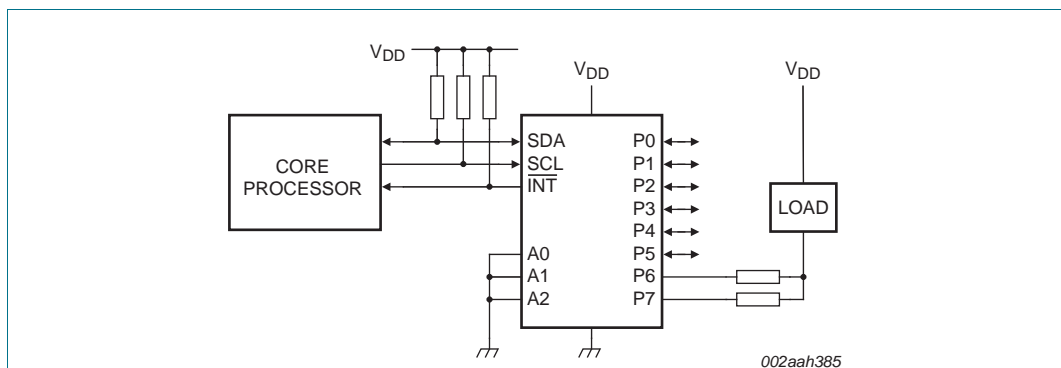 VDD
VDD
VDD
CORE
PROCESSOR
SDA
SCL
INT
A0
A1
A2
P0
P1
P2
P3
P4
P5
P6
P7
LOAD
002aah385